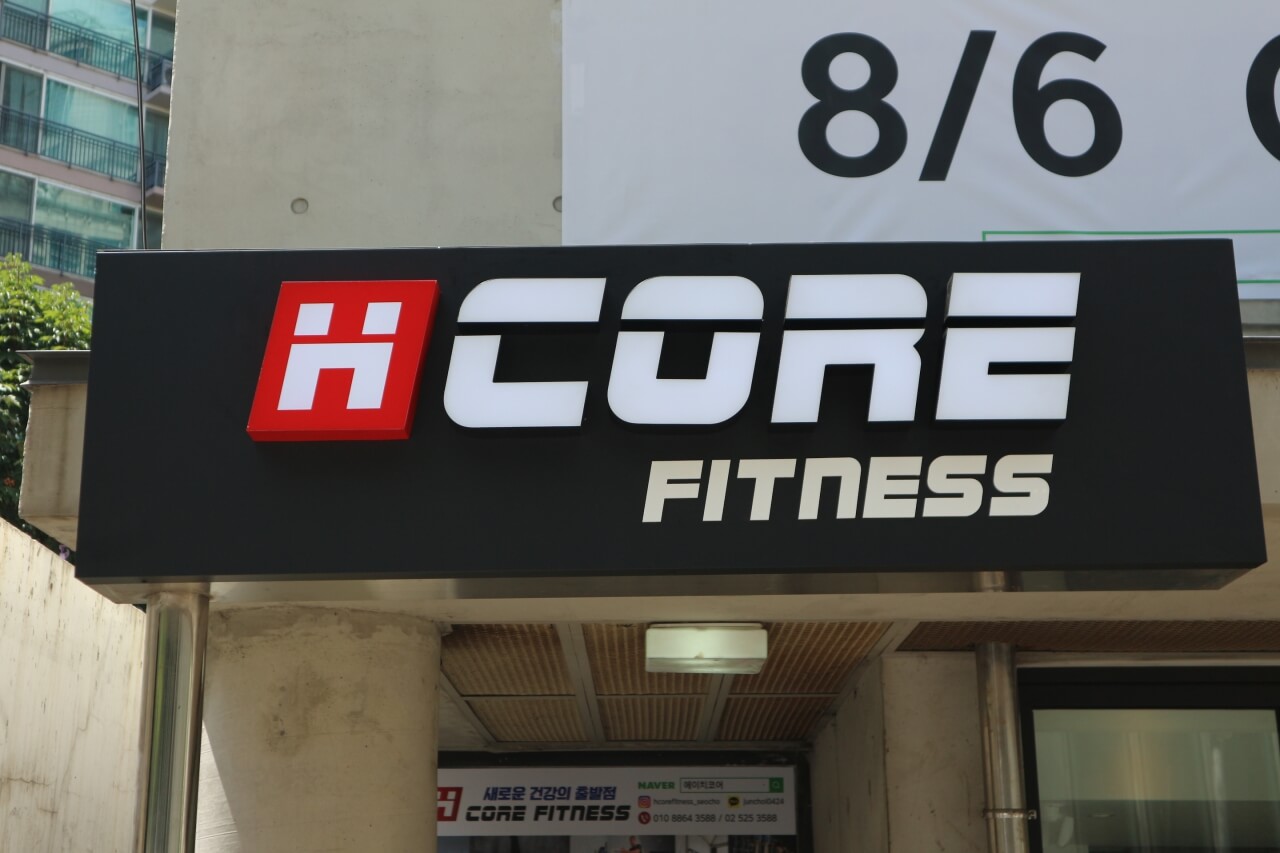 8/6
H CORE
FITNESS
새로운 건강의 출발점
H CORE FITNESS
NAVER 에이치코어
hcorefitness_seocho junchol0424
010 8864 3588 / 02 525 3588